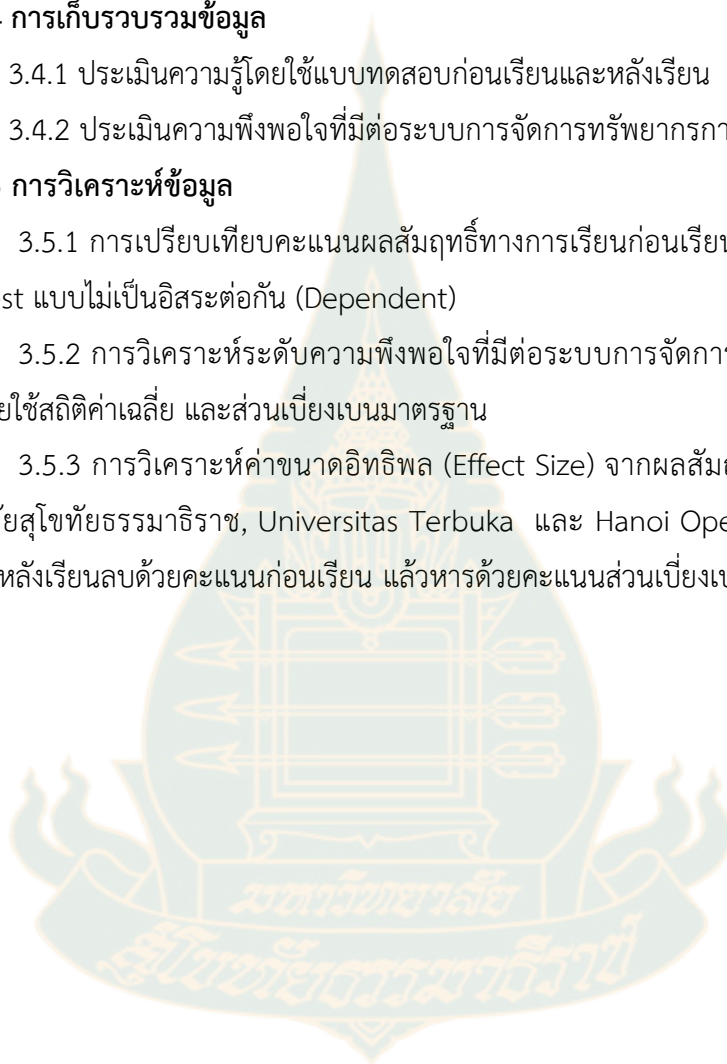 การเก็บรวบรวมข้อมูล
3.4.1 ประเมินความรู้โดยใช้แบบทดสอบก่อนเรียนและหลังเรียน
3.4.2 ประเมินความพึงพอใจที่มีต่อระบบการจัดการทรัพยากรกา
การวิเคราะห์ข้อมูล
3.5.1 การเปรียบเทียบคะแนนผลสัมฤทธิ์ทางการเรียนก่อนเรียน
st แบบไม่เป็นอิสระต่อกัน (Dependent)
3.5.2 การวิเคราะห์ระดับความพึงพอใจที่มีต่อระบบการจัดการ
ยใช้สถิติค่าเฉลี่ย และส่วนเบี่ยงเบนมาตรฐาน
3.5.3 การวิเคราะห์ค่าขนาดอิทธิพล (Effect Size) จากผลสัม
ัยสุโขทัยธรรมาธิราช, Universitas Terbuka และ Hanoi Ope
หลังเรียนลบด้วยคะแนนก่อนเรียน แล้วหารด้วยคะแนนส่วนเบี่ยงเบ
มหาวิทยาลัย
สุโขทัยธรรมาธิราช